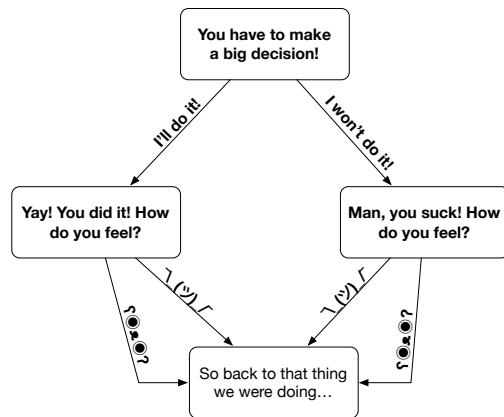 You have to make
a big decision!
I'll do it!
I won't do it!
Yay! You did it! How
do you feel?
Man, you suck! How
do you feel?
ʕ◉ᴥ◉ʔ
ㄟ(ツ)ㄏ
ㄟ(ツ)ㄏ
ʕ◉ᴥ◉ʔ
So back to that thing
we were doing…